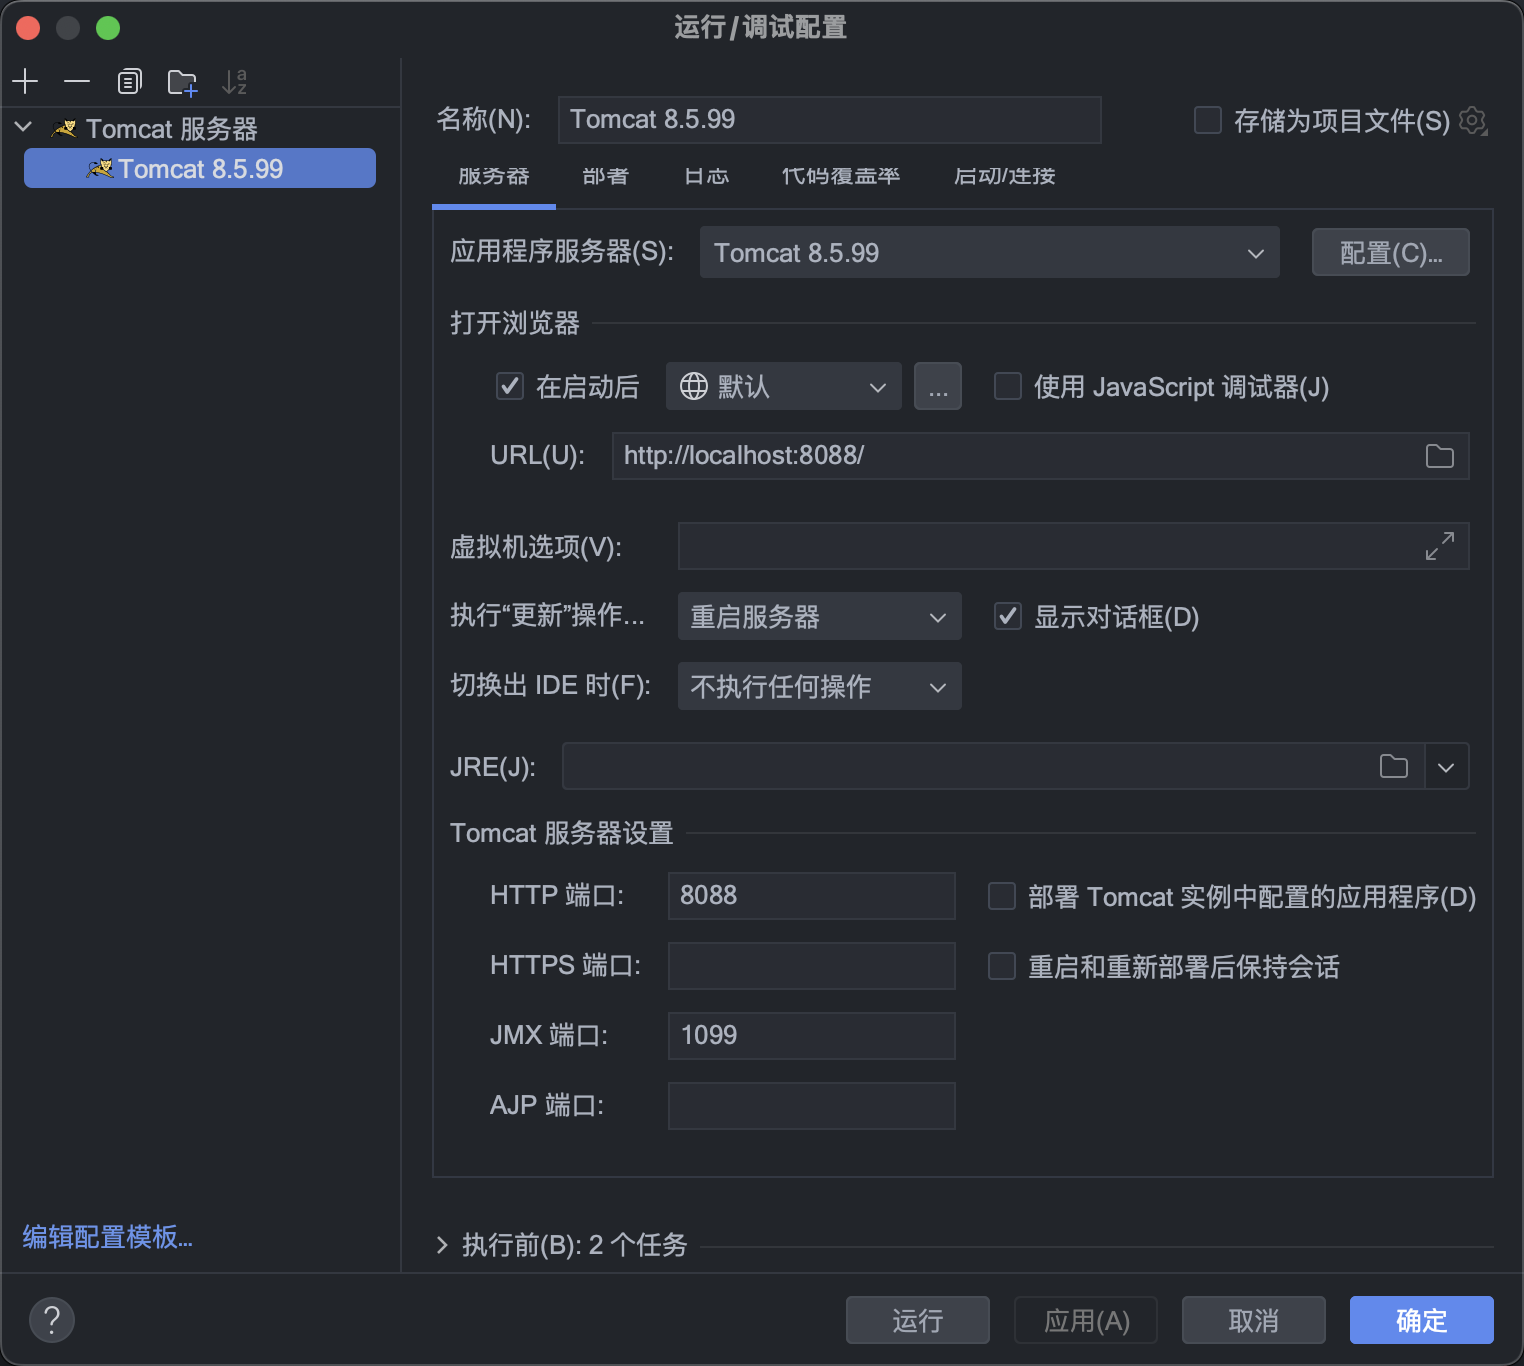 运行/调试配置
Tomcat 服务器
Tomcat 8.5.99
名称(N): Tomcat 8.5.99 存储为项目文件(S)
服务器 部署 日志 代码覆盖率 启动/连接
应用程序服务器(S): Tomcat 8.5.99 配置(C)...
打开浏览器
在启动后 默认 ... 使用 JavaScript 调试器(J)
URL(U): http://localhost:8088/
虚拟机选项(V):
执行“更新”操作... 重启服务器 显示对话框(D)
切换出 IDE 时(F): 不执行任何操作
JRE(J):
Tomcat 服务器设置
HTTP 端口: 8088 部署 Tomcat 实例中配置的应用程序(D)
HTTPS 端口: 重启和重新部署后保持会话
JMX 端口: 1099
AJP 端口:
编辑配置模板...
执行前(B): 2 个任务
? 运行 应用(A) 取消 确定